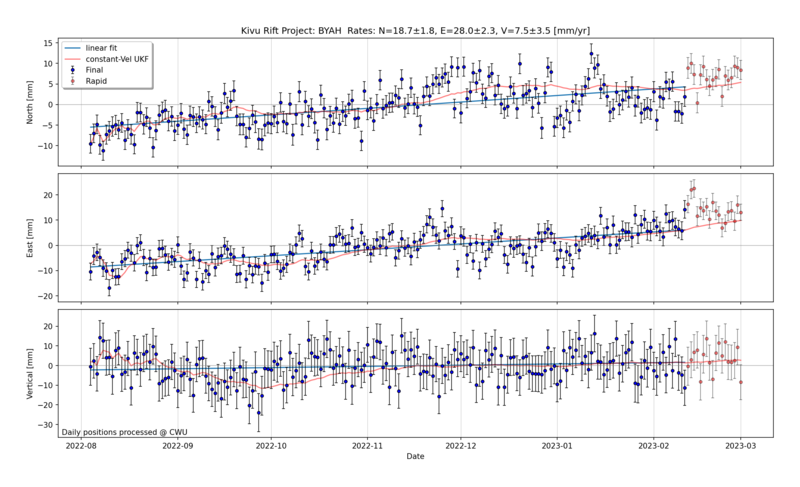 Kivu Rift Project: BYAH  Rates: N=18.7±1.8, E=28.0±2.3, V=7.5±3.5 [mm/yr]
linear fit
constant-Vel UKF
Final
Rapid
North [mm]
15
10
5
0
−5
−10
East [mm]
20
10
0
−10
−20
Vertical [mm]
20
10
0
−10
−20
−30
Daily positions processed @ CWU
2022-08
2022-09
2022-10
2022-11
2022-12
2023-01
2023-02
2023-03
Date